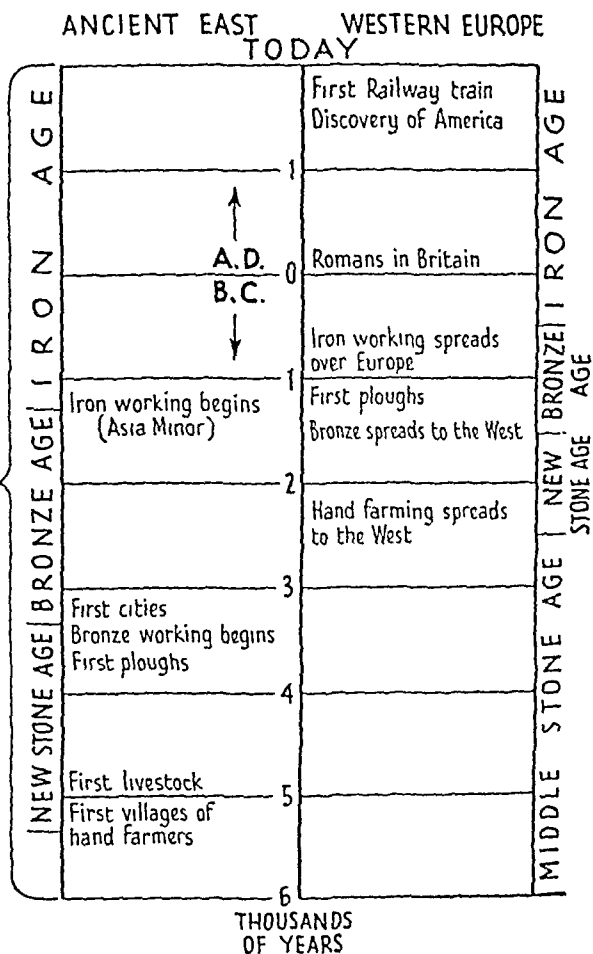 ANCIENT EAST
WESTERN EUROPE
TODAY
IRON AGE
BRONZE AGE
NEW STONE AGE
1
A.D.
0
B.C.
1
Iron working begins
(Asia Minor)
2
3
First cities
Bronze working begins
First ploughs
4
First livestock
5
First villages of
hand farmers
6
First Railway train
Discovery of America
Romans in Britain
Iron working spreads
over Europe
First ploughs
Bronze spreads to the West
Hand farming spreads
to the West
IRON AGE
BRONZE
AGE
NEW
STONE AGE
MIDDLE STONE AGE
THOUSANDS
OF YEARS